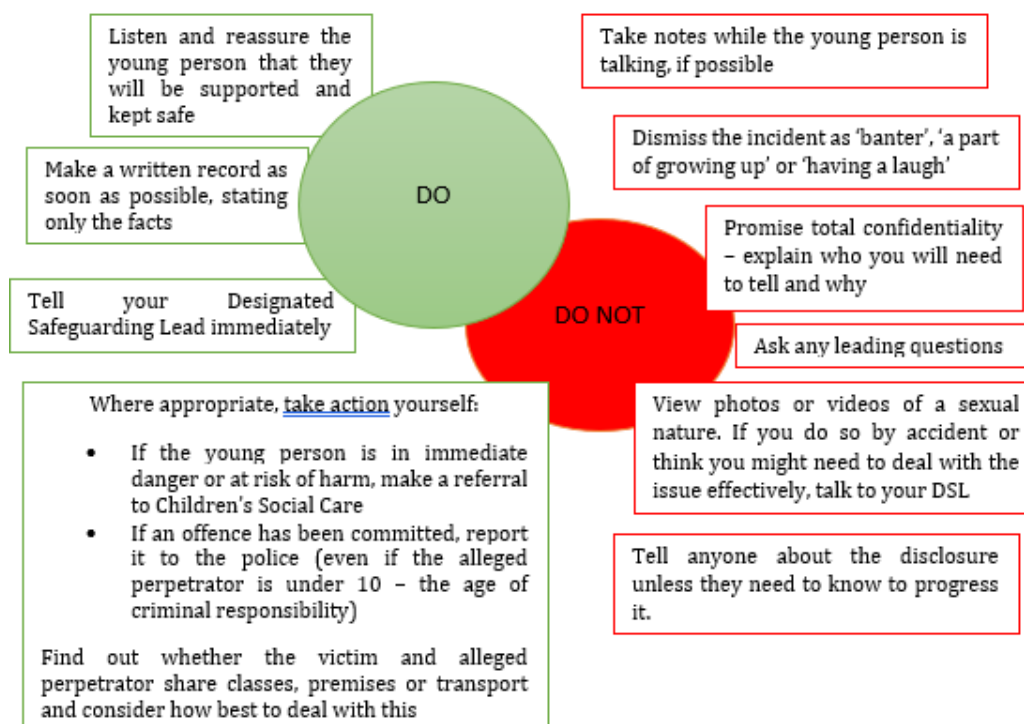 Listen and reassure the
young person that they
will be supported and
kept safe
Make a written record as
soon as possible, stating
only the facts
Tell your Designated
Safeguarding Lead immediately
Where appropriate, take action yourself:
• If the young person is in immediate
danger or at risk of harm, make a referral
to Children's Social Care
• If an offence has been committed, report
it to the police (even if the alleged
perpetrator is under 10 – the age of
criminal responsibility)
Find out whether the victim and alleged
perpetrator share classes, premises or transport
and consider how best to deal with this
DO
DO NOT
Take notes while the young person is
talking, if possible
Dismiss the incident as ‘banter’, ‘a part
of growing up’ or ‘having a laugh’
Promise total confidentiality
– explain who you will need
to tell and why
Ask any leading questions
View photos or videos of a sexual
nature. If you do so by accident or
think you might need to deal with the
issue effectively, talk to your DSL
Tell anyone about the disclosure
unless they need to know to progress
it.